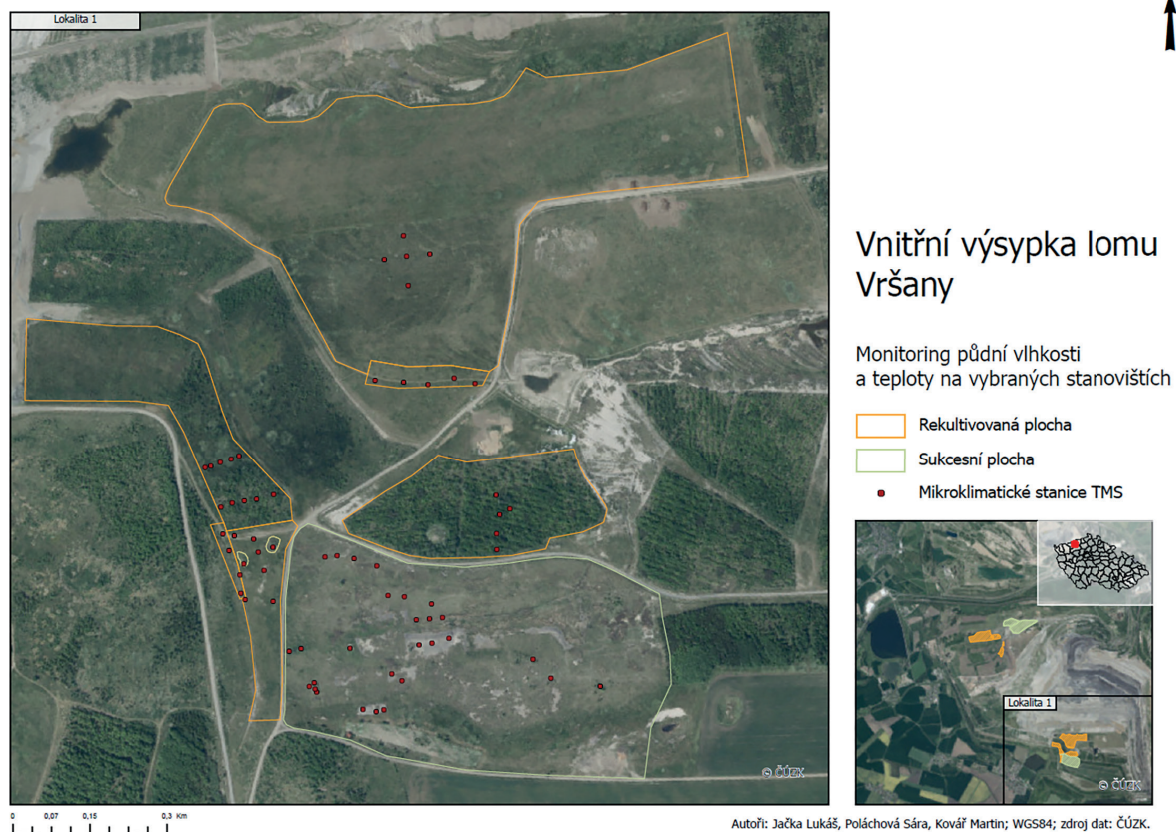 Lokalita 1
Vnitřní výsypka lomu
Vršany
Monitoring půdní vlhkosti
a teploty na vybraných stanovištích
Rekultivovaná plocha
Sukcesní plocha
Mikroklimatické stanice TMS
Lokalita 1
© ČÚZK
© ČÚZK
0 0,07 0,15 0,3 Km
Autoři: Jačka Lukáš, Poláchová Sára, Kovář Martin; WGS84; zdroj dat: ČÚZK.